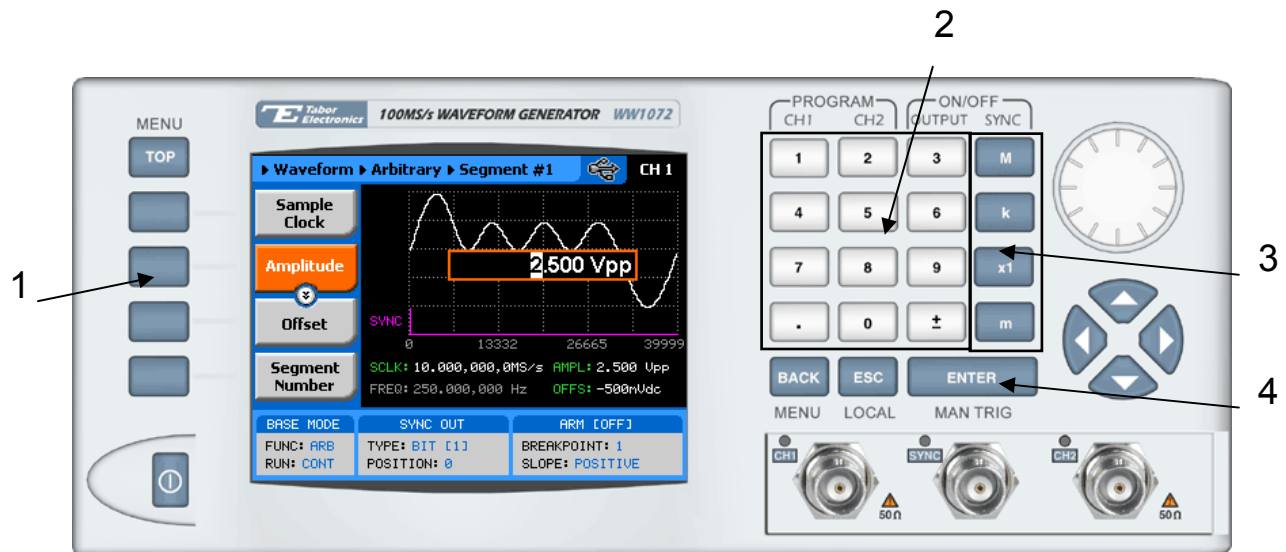 2
1
3
4
MENU
TOP
Tabor Electronics
100MS/s WAVEFORM GENERATOR WW1072
Waveform Arbitrary Segment #1 CH 1
Sample
Clock
Amplitude
Offset
Segment
Number
2.500 Vpp
SYNC
0 13332 26665 39999
SCLK: 10.000,000,0MS/s AMPL: 2.500 Vpp
FREQ: 250.000,000 Hz OFFS: -500mVdc
BASE MODE
FUNC: ARB
RUN: CONT
SYNC OUT
TYPE: BIT [1]
POSITION: 0
ARM [OFF]
BREAKPOINT: 1
SLOPE: POSITIVE
PROGRAM
CH1 CH2
ON/OFF
OUTPUT SYNC
1 2 3 M
4 5 6 k
7 8 9 x1
. 0 ± m
BACK ESC ENTER
MENU LOCAL MAN TRIG
CH1 SYNC CH2
50Ω 50Ω